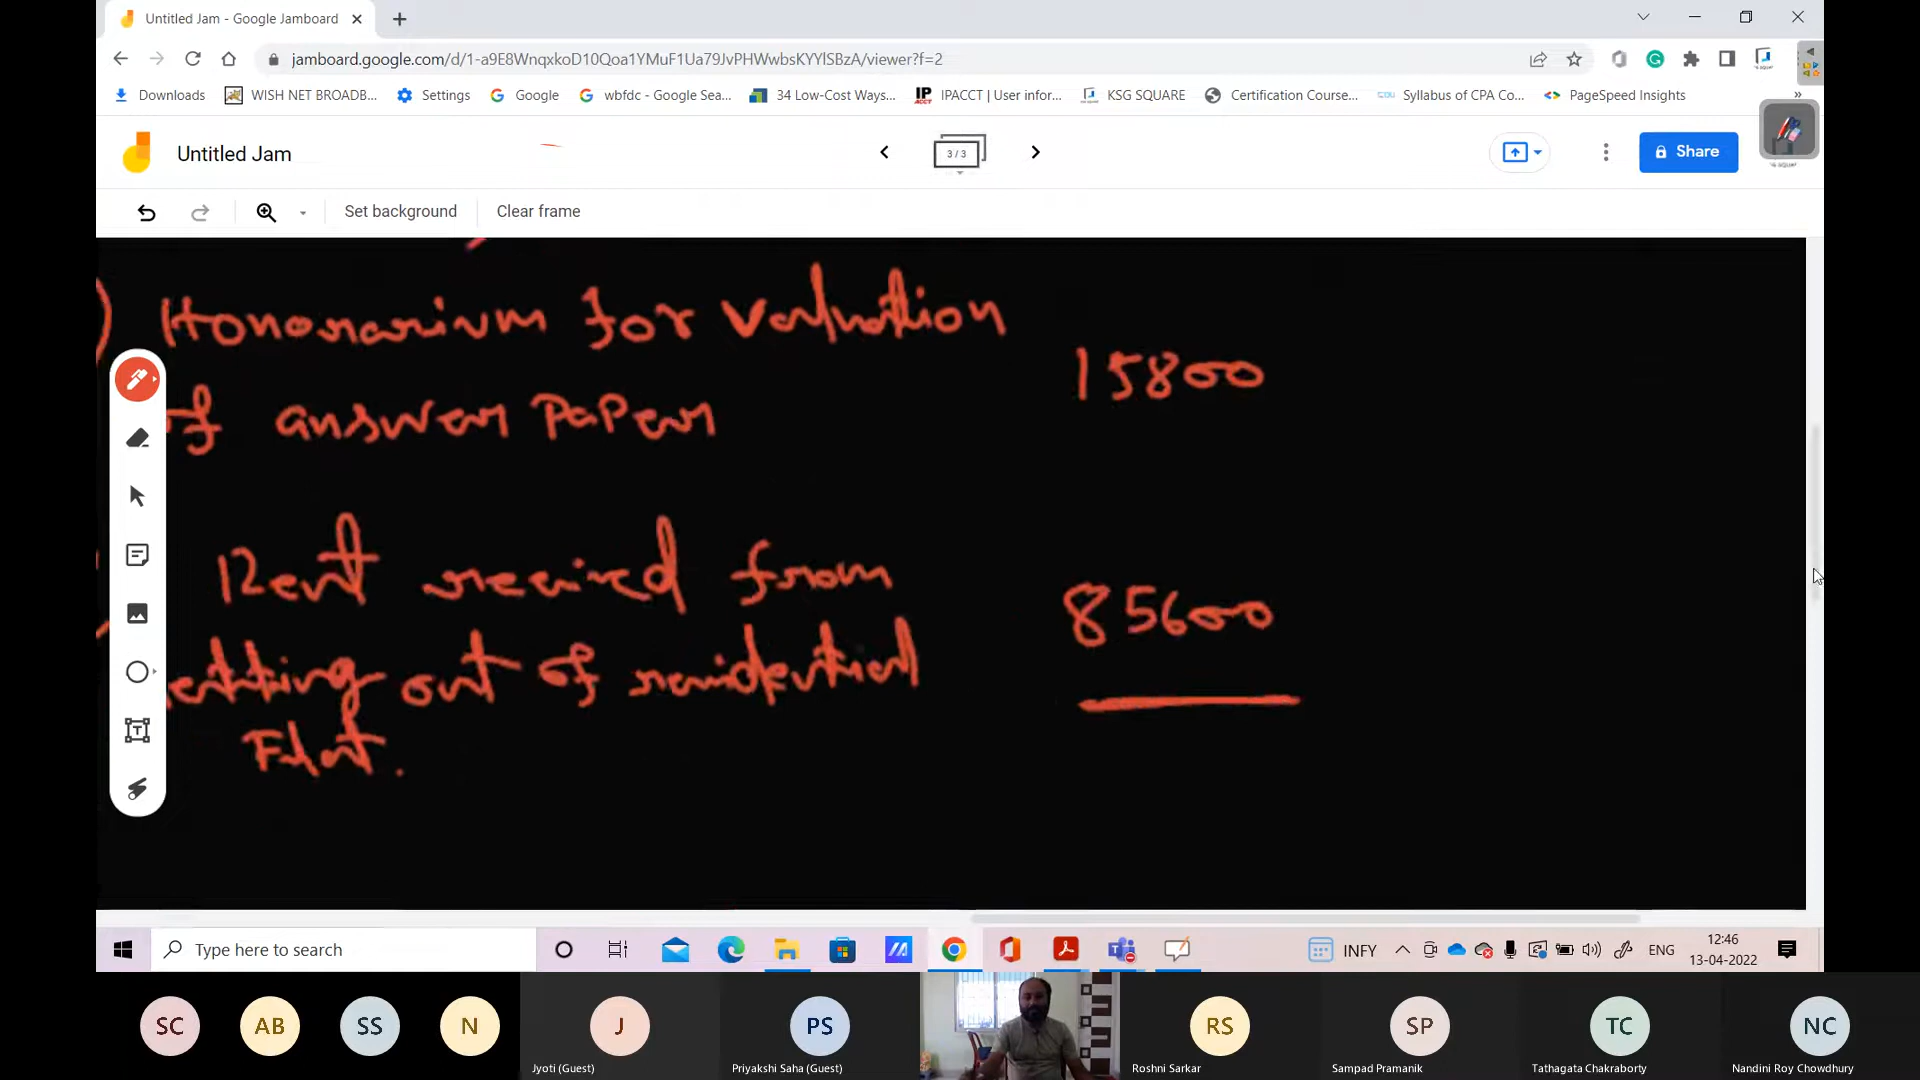 Untitled Jam - Google Jamboard
jamboard.google.com/d/1-a9E8WnqxkoD10Qoa1YMuF1Ua79JvPHWwbsKYYlSBzA/viewer?f=2
Downloads WISH NET BROADB... Settings Google wbfdc - Google Sea... 34 Low-Cost Ways... IPACCT | User infor... KSG SQUARE Certification Course... Syllabus of CPA Co... PageSpeed Insights »
Untitled Jam
3 / 3
Share
Set background Clear frame
) Honorarium for Valuation
of answer Paper
15800
Rent received from
letting out of residential
Flat.
85600
Type here to search
INFY
ENG
12:46
13-04-2022
SC AB SS N J PS RS SP TC NC
Jyoti (Guest) Priyakshi Saha (Guest) Roshni Sarkar Sampad Pramanik Tathagata Chakraborty Nandini Roy Chowdhury